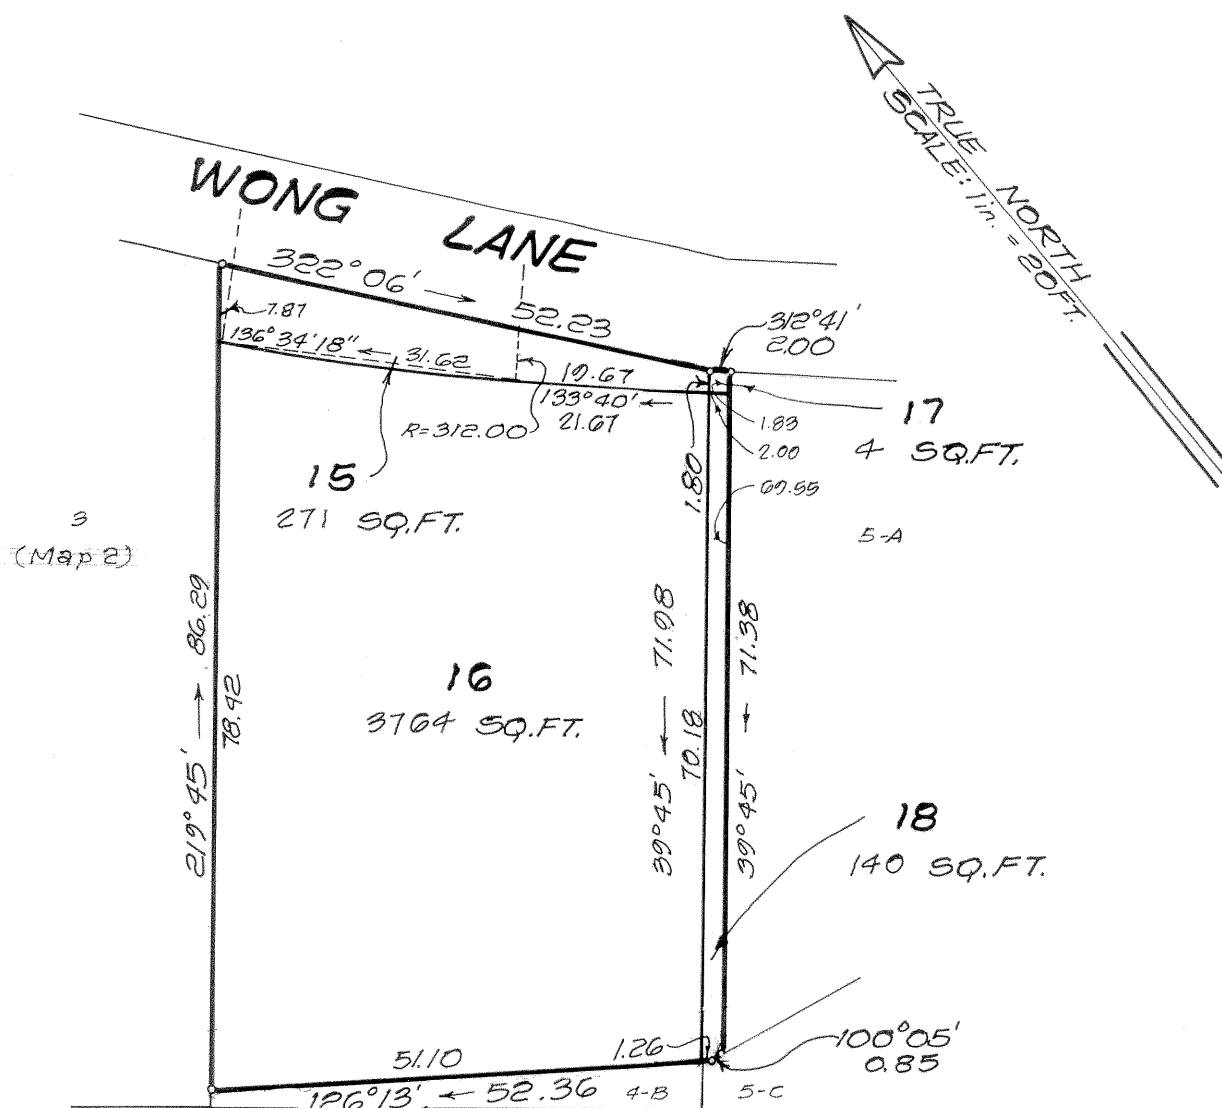 TRUE NORTH
SCALE: 1in. = 20FT.
WONG LANE
322°06'
52.23
312°41'
2.00
7.87
136°34'18"
31.62
19.67
133°40'
21.67
R=312.00
1.80
1.83
2.00
69.55
17
4 SQ.FT.
15
271 SQ.FT.
5-A
3
(Map 2)
219°45'
86.29
78.42
16
3764 SQ.FT.
39°45'
71.98
70.18
39°45'
71.38
18
140 SQ.FT.
51.10
1.26
100°05'
0.85
126°13'
52.36
4-B
5-C